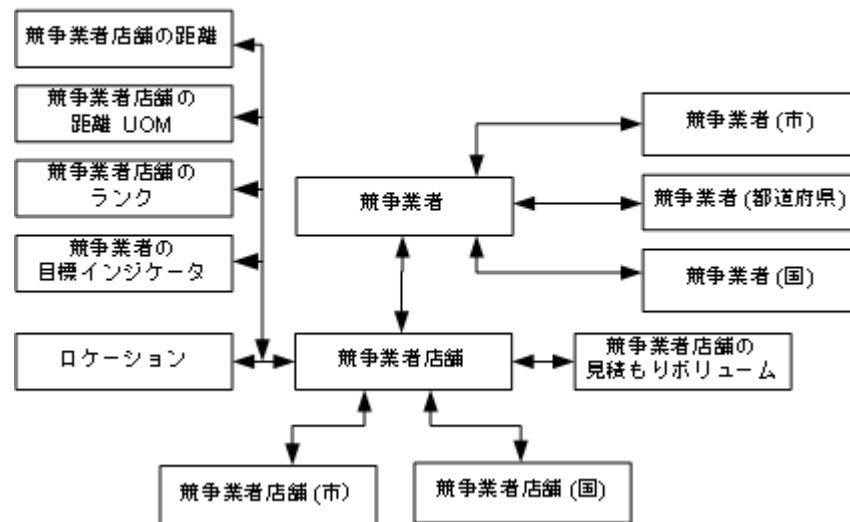 競争業者店舗の距離
競争業者店舗の
距離 UOM
競争業者店舗の
ランク
競争業者の
目標インジケータ
ロケーション
競争業者
競争業者 (市)
競争業者 (都道府県)
競争業者 (国)
競争業者店舗
競争業者店舗の
見積もりボリューム
競争業者店舗 (市)
競争業者店舗 (国)